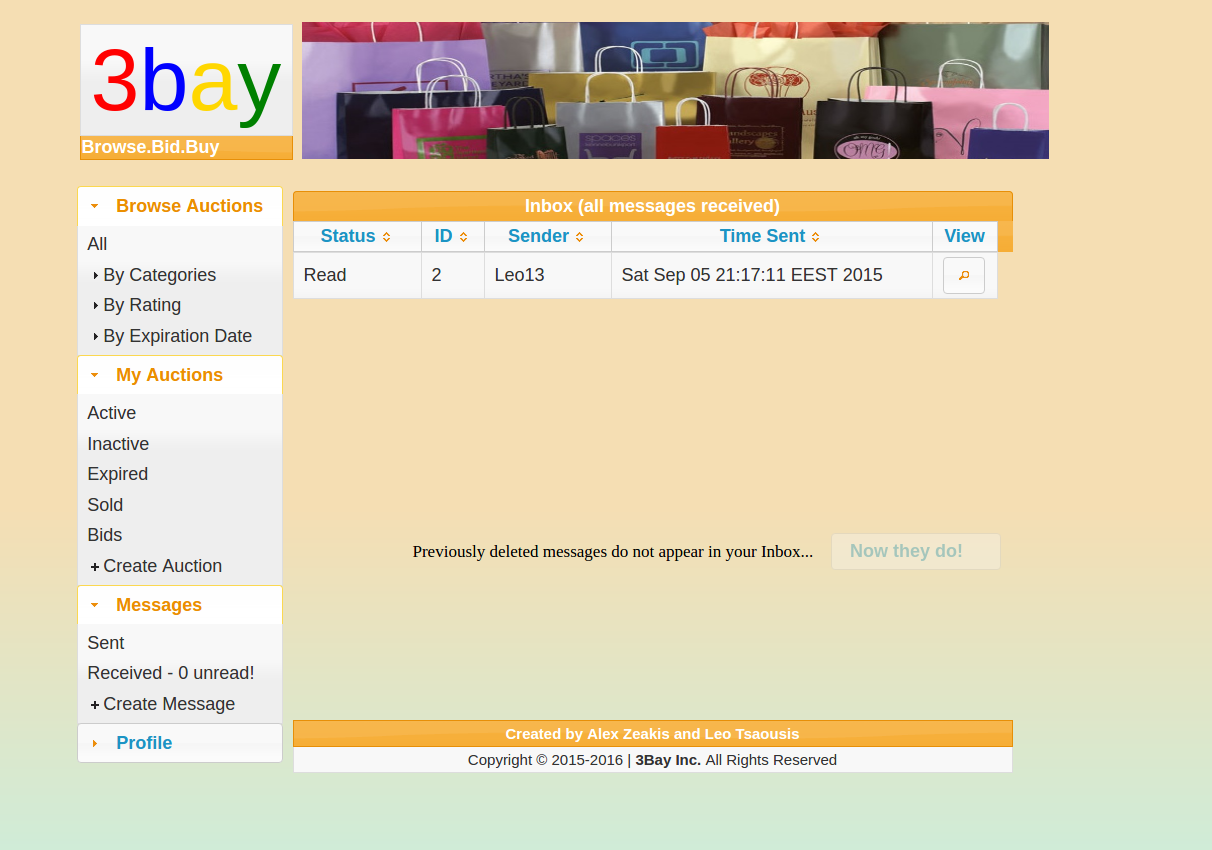 3bay
Browse.Bid.Buy
spaces
Browse Auctions
All
By Categories
By Rating
By Expiration Date
My Auctions
Active
Inactive
Expired
Sold
Bids
Create Auction
Messages
Sent
Received - 0 unread!
Create Message
Profile
Inbox (all messages received)
Status ID Sender Time Sent View
Read 2 Leo13 Sat Sep 05 21:17:11 EEST 2015
Previously deleted messages do not appear in your Inbox... Now they do!
Created by Alex Zeakis and Leo Tsaousis
Copyright © 2015-2016 | 3Bay Inc. All Rights Reserved